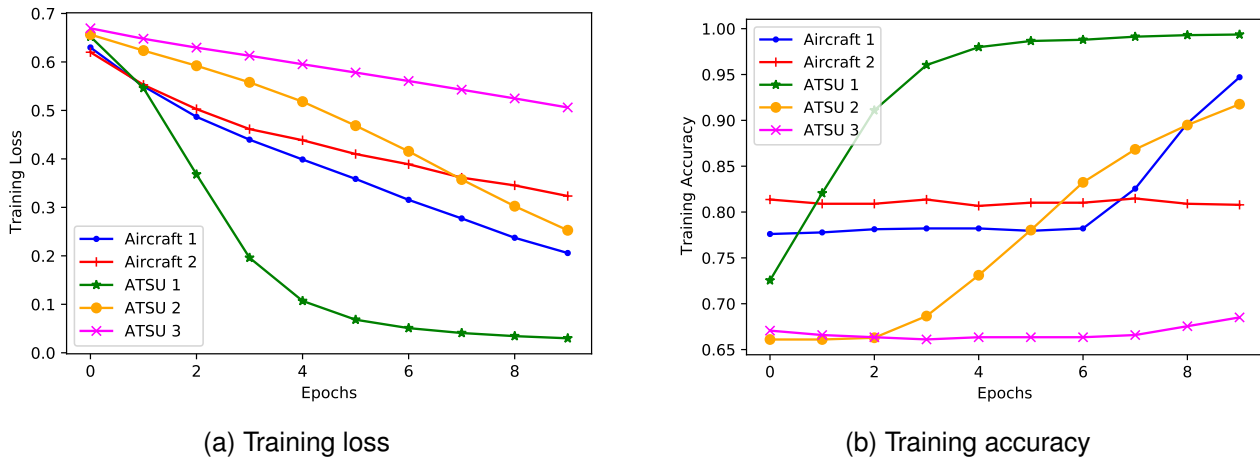 0.7
0.6
0.5
0.4
0.3
0.2
0.1
0.0
Training Loss
Aircraft 1
Aircraft 2
ATSU 1
ATSU 2
ATSU 3
0 2 4 6 8
Epochs
(a) Training loss
1.00
0.95
0.90
0.85
0.80
0.75
0.70
0.65
Training Accuracy
Aircraft 1
Aircraft 2
ATSU 1
ATSU 2
ATSU 3
0 2 4 6 8
Epochs
(b) Training accuracy